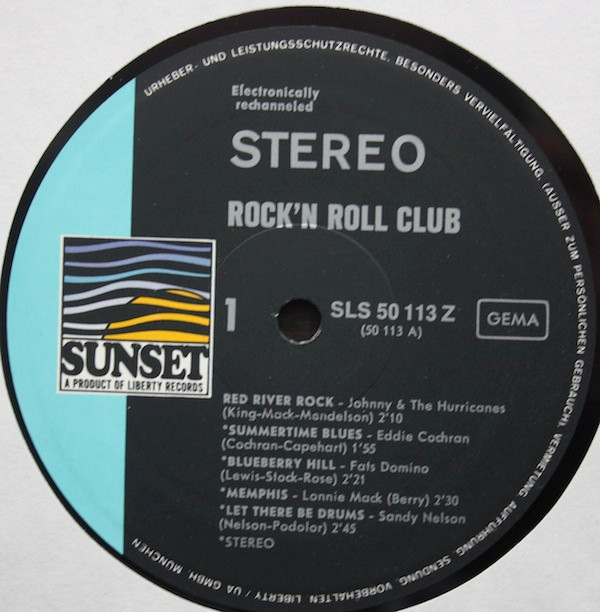 URHEBER- UND LEISTUNGSSCHUTZRECHTE, BESONDERS VERVIELFÄLTIGUNG, (AUSSER ZUM PERSÖNLICHEN GEBRAUCH), VERMIETUNG, AUFFÜHRUNG, SENDUNG, VORBEHALTEN LIBERTY / UA GMBH, MÜNCHEN
Electronically
rechanneled
STEREO
ROCK'N ROLL CLUB
1
SLS 50 113 Z
(50 113 A)
GEMA
SUNSET
A PRODUCT OF LIBERTY RECORDS
RED RIVER ROCK - Johnny & The Hurricanes
(King-Mack-Mendelson) 2'10
*SUMMERTIME BLUES - Eddie Cochran
(Cochran-Capehart) 1'55
*BLUEBERRY HILL - Fats Domino
(Lewis-Stock-Rose) 2'21
*MEMPHIS - Lonnie Mack (Berry) 2'30
*LET THERE BE DRUMS - Sandy Nelson
(Nelson-Podolor) 2'45
*STEREO